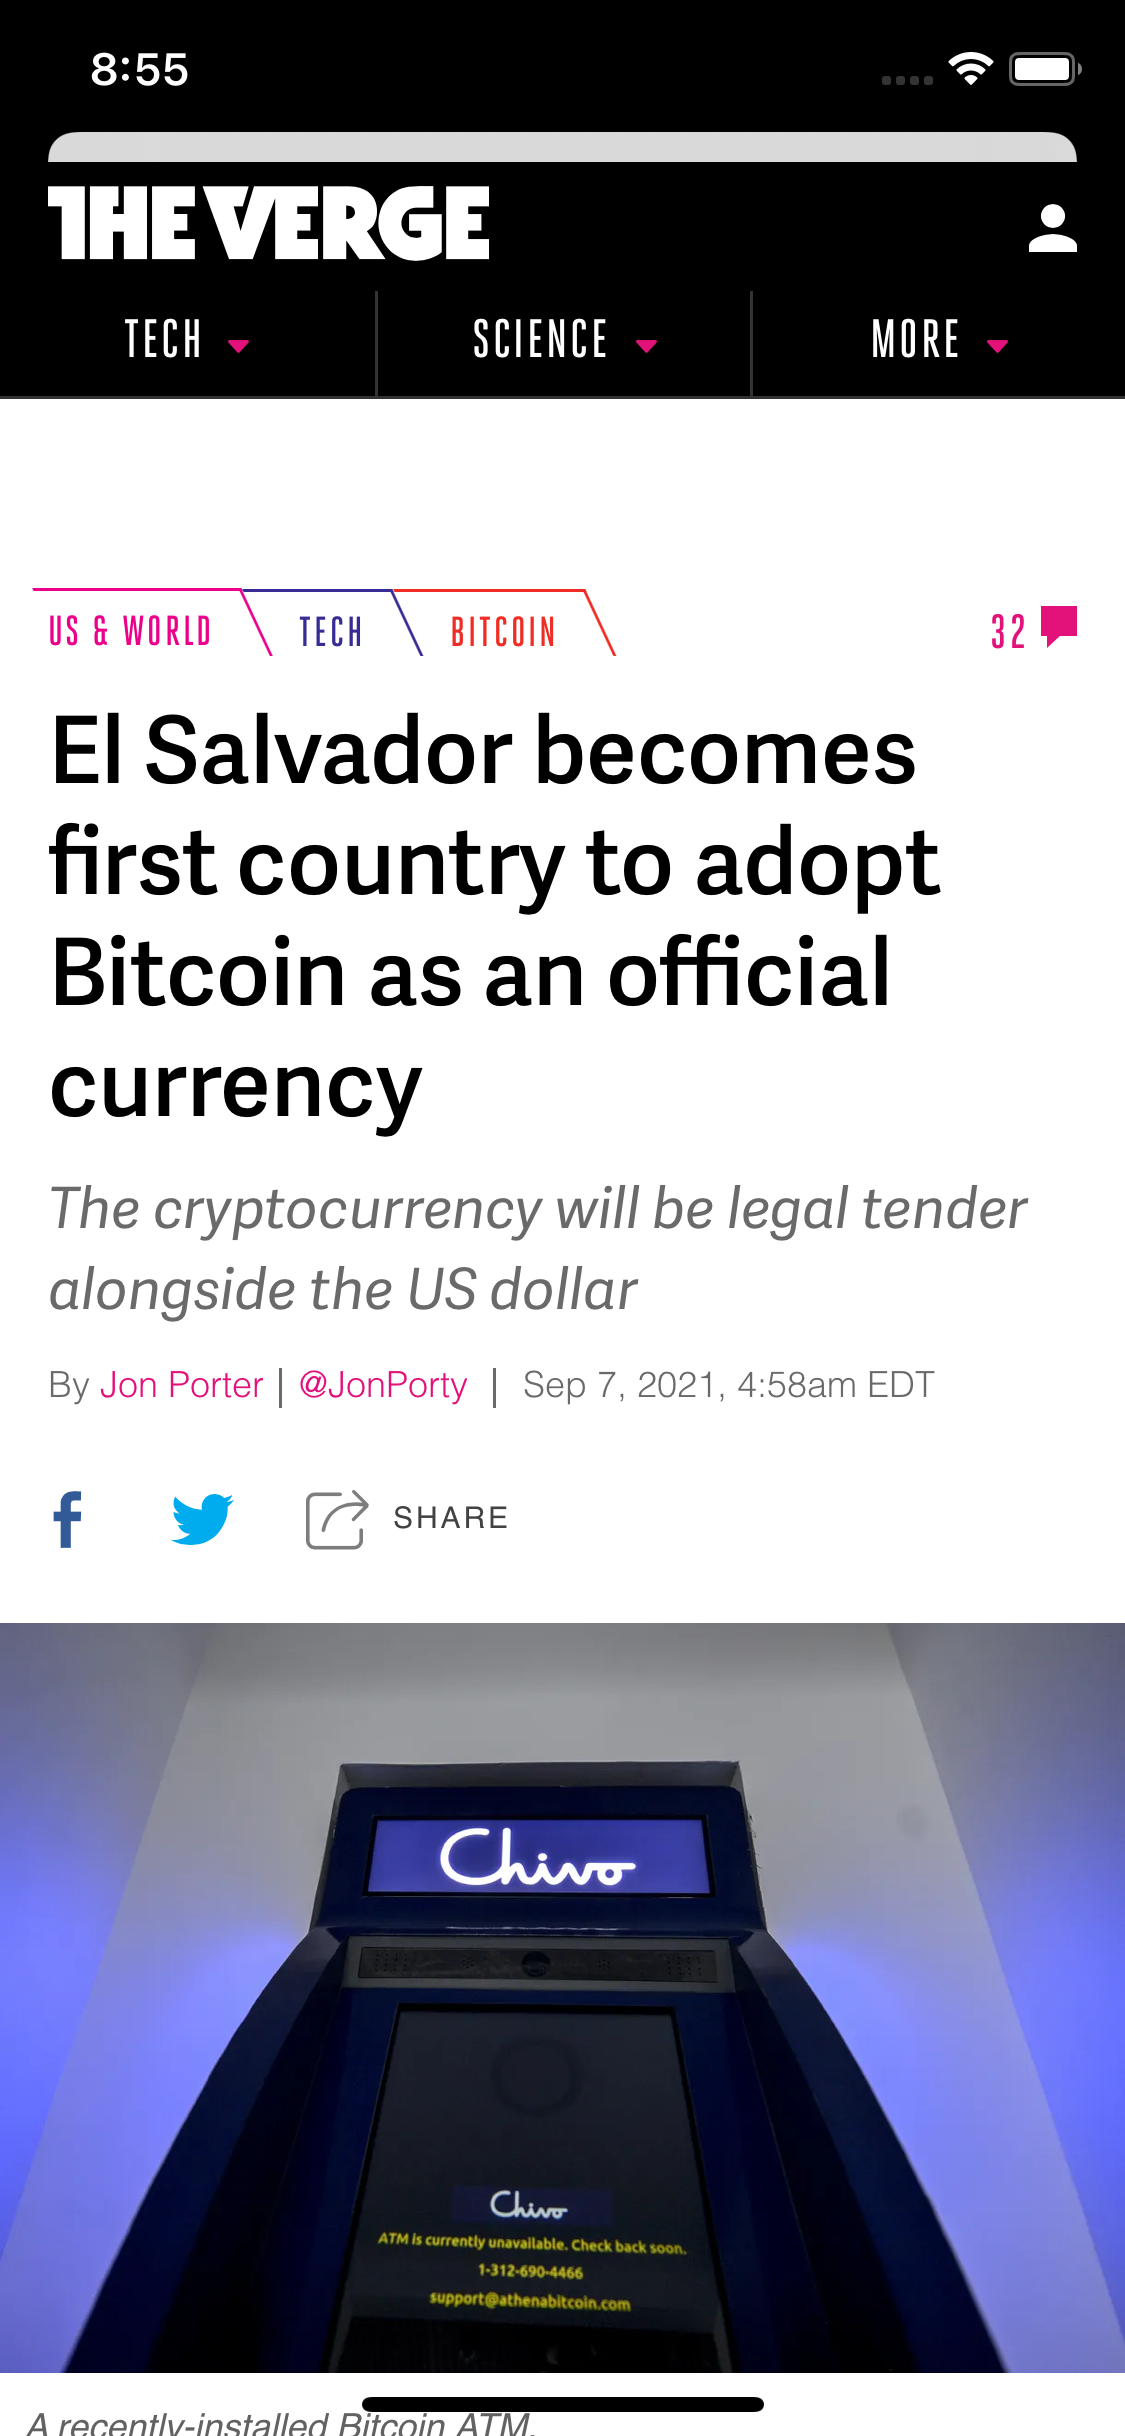 8:55
THE VERGE
TECH SCIENCE MORE
US & WORLD TECH BITCOIN 32
El Salvador becomes
first country to adopt
Bitcoin as an official
currency
The cryptocurrency will be legal tender
alongside the US dollar
By Jon Porter | @JonPorty | Sep 7, 2021, 4:58am EDT
f SHARE
Chivo
Chivo
ATM is currently unavailable. Check back soon.
1-312-690-4466
support@athenabitcoin.com
A recently-installed Bitcoin ATM.